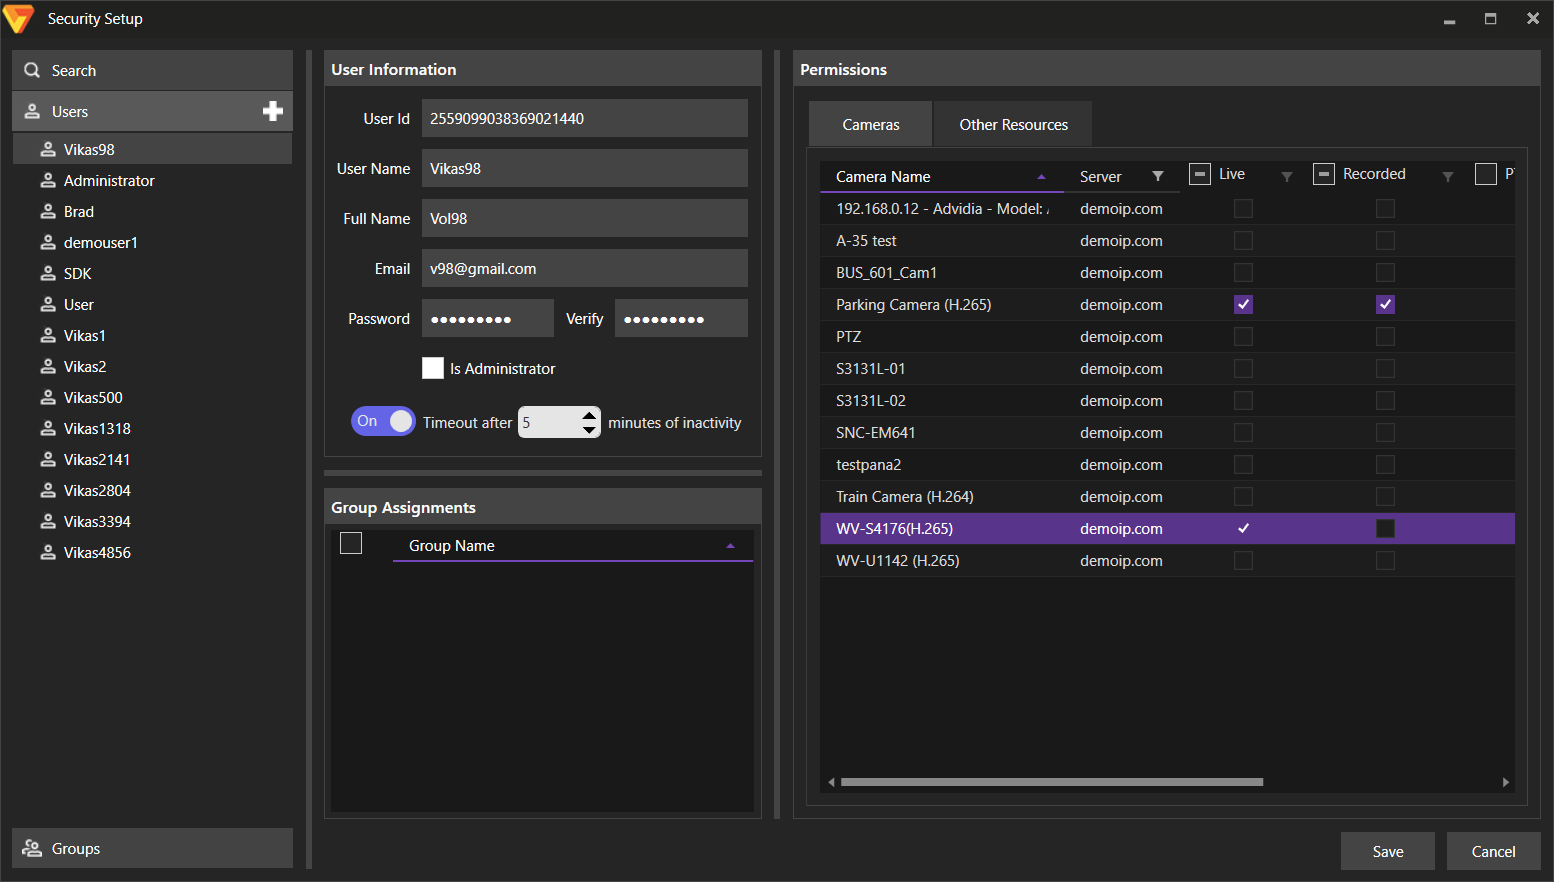 Security Setup
Search
Users
Vikas98
Administrator
Brad
demouser1
SDK
User
Vikas1
Vikas2
Vikas500
Vikas1318
Vikas2141
Vikas2804
Vikas3394
Vikas4856
Groups
User Information
User Id 2559099038369021440
User Name Vikas98
Full Name Vol98
Email v98@gmail.com
Password ●●●●●●●●● Verify ●●●●●●●●●
Is Administrator
On Timeout after 5 minutes of inactivity
Group Assignments
Group Name
Permissions
Cameras Other Resources
Camera Name Server Live Recorded
192.168.0.12 - Advidia - Model: demoip.com
A-35 test demoip.com
BUS_601_Cam1 demoip.com
Parking Camera (H.265) demoip.com
PTZ demoip.com
S3131L-01 demoip.com
S3131L-02 demoip.com
SNC-EM641 demoip.com
testpana2 demoip.com
Train Camera (H.264) demoip.com
WV-S4176(H.265) demoip.com
WV-U1142 (H.265) demoip.com
Save Cancel